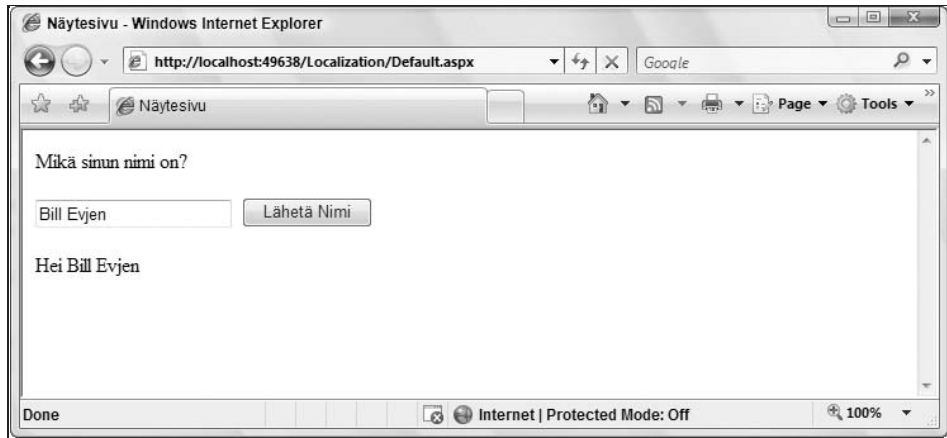 Näytesivu - Windows Internet Explorer
http://localhost:49638/Localization/Default.aspx
Google
Näytesivu
Page
Tools
»
Mikä sinun nimi on?
Bill Evjen
Lähetä Nimi
Hei Bill Evjen
Done
Internet | Protected Mode: Off
100%